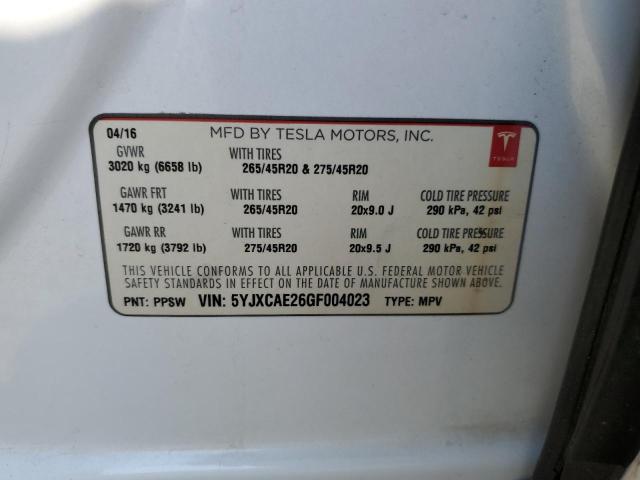 04/16 MFD BY TESLA MOTORS, INC.
TESLA
GVWR WITH TIRES
3020 kg (6658 lb) 265/45R20 & 275/45R20
GAWR FRT WITH TIRES RIM COLD TIRE PRESSURE
1470 kg (3241 lb) 265/45R20 20x9.0 J 290 kPa, 42 psi
GAWR RR WITH TIRES RIM COLD TIRE PRESSURE
1720 kg (3792 lb) 275/45R20 20x9.5 J 290 kPa, 42 psi
THIS VEHICLE CONFORMS TO ALL APPLICABLE U.S. FEDERAL MOTOR VEHICLE
SAFETY STANDARDS IN EFFECT ON THE DATE OF MANUFACTURE SHOWN ABOVE.
PNT: PPSW VIN: 5YJXCAE26GF004023 TYPE: MPV